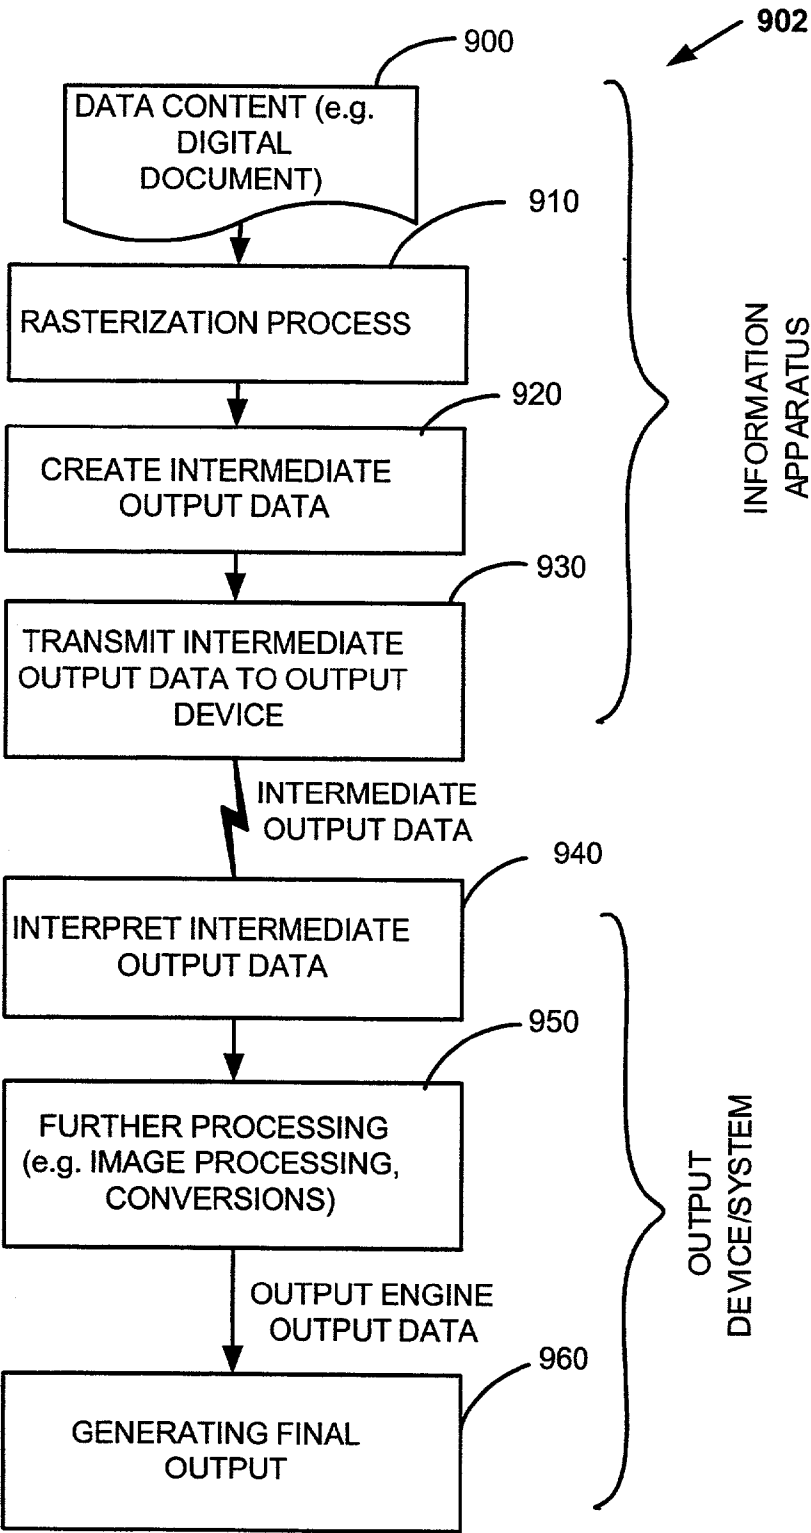 902
900
DATA CONTENT (e.g.
DIGITAL
DOCUMENT)
910
RASTERIZATION PROCESS
920
CREATE INTERMEDIATE
OUTPUT DATA
930
TRANSMIT INTERMEDIATE
OUTPUT DATA TO OUTPUT
DEVICE
INFORMATION
APPARATUS
INTERMEDIATE
OUTPUT DATA
940
INTERPRET INTERMEDIATE
OUTPUT DATA
950
FURTHER PROCESSING
(e.g. IMAGE PROCESSING,
CONVERSIONS)
OUTPUT ENGINE
OUTPUT DATA
960
GENERATING FINAL
OUTPUT
OUTPUT
DEVICE/SYSTEM